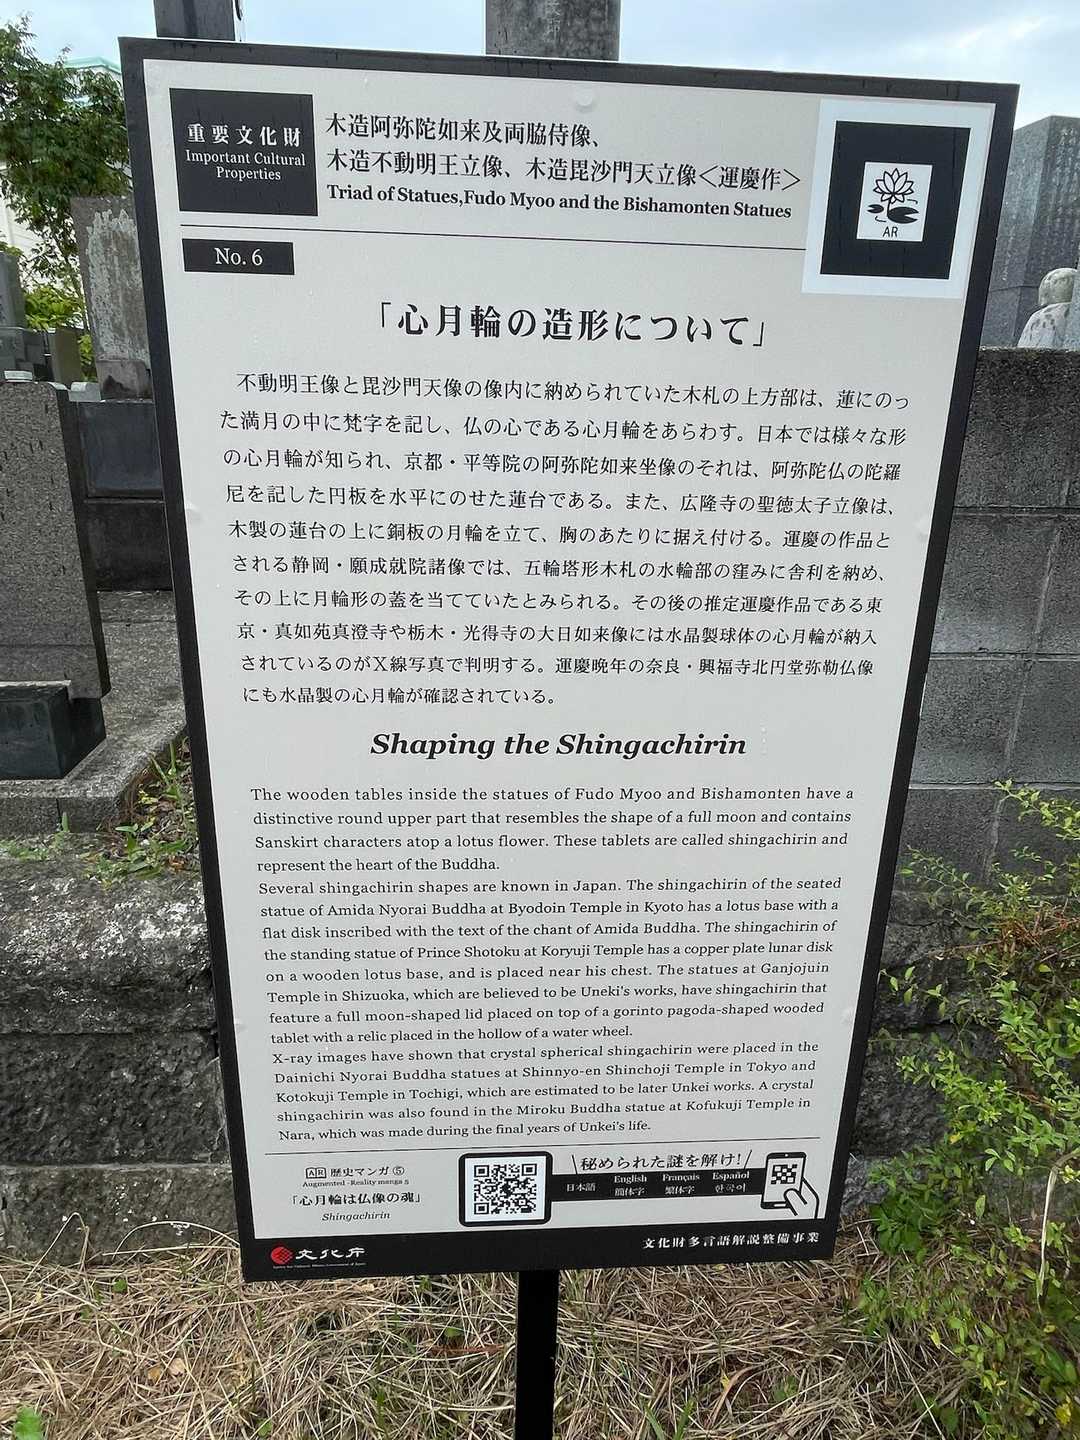 重要文化財
Important Cultural
Properties
木造阿弥陀如来及両脇侍像、
木造不動明王立像、木造毘沙門天立像＜運慶作＞
Triad of Statues,Fudo Myoo and the Bishamonten Statues
AR
No. 6
「心月輪の造形について」
不動明王像と毘沙門天像の像内に納められていた木札の上方部は、蓮にのっ
た満月の中に梵字を記し、仏の心である心月輪をあらわす。日本では様々な形
の心月輪が知られ、京都・平等院の阿弥陀如来坐像のそれは、阿弥陀仏の陀羅
尼を記した円板を水平にのせた蓮台である。また、広隆寺の聖徳太子立像は、
木製の蓮台の上に銅板の月輪を立て、胸のあたりに据え付ける。運慶の作品と
される静岡・願成就院諸像では、五輪塔形木札の水輪部の窪みに舎利を納め、
その上に月輪形の蓋を当てていたとみられる。その後の推定運慶作品である東
京・真如苑真澄寺や栃木・光得寺の大日如来像には水晶製球体の心月輪が納入
されているのがＸ線写真で判明する。運慶晩年の奈良・興福寺北円堂弥勒仏像
にも水晶製の心月輪が確認されている。
Shaping the Shingachirin
The wooden tables inside the statues of Fudo Myoo and Bishamonten have a
distinctive round upper part that resembles the shape of a full moon and contains
Sanskirt characters atop a lotus flower. These tablets are called shingachirin and
represent the heart of the Buddha.
Several shingachirin shapes are known in Japan. The shingachirin of the seated
statue of Amida Nyorai Buddha at Byodoin Temple in Kyoto has a lotus base with a
flat disk inscribed with the text of the chant of Amida Buddha. The shingachirin of
the standing statue of Prince Shotoku at Koryuji Temple has a copper plate lunar disk
on a wooden lotus base, and is placed near his chest. The statues at Ganjojuin
Temple in Shizuoka, which are believed to be Uneki's works, have shingachirin that
feature a full moon-shaped lid placed on top of a gorinto pagoda-shaped wooded
tablet with a relic placed in the hollow of a water wheel.
X-ray images have shown that crystal spherical shingachirin were placed in the
Dainichi Nyorai Buddha statues at Shinnyo-en Shinchoji Temple in Tokyo and
Kotokuji Temple in Tochigi, which are estimated to be later Unkei works. A crystal
shingachirin was also found in the Miroku Buddha statue at Kofukuji Temple in
Nara, which was made during the final years of Unkei's life.
AR 歴史マンガ⑤
Augmented -Reality manga 5
「心月輪は仏像の魂」
Shingachirin
秘められた謎を解け!
日本語 English Français Español
簡体字 繁体字 한국어
文化庁
文化財多言語解説整備事業